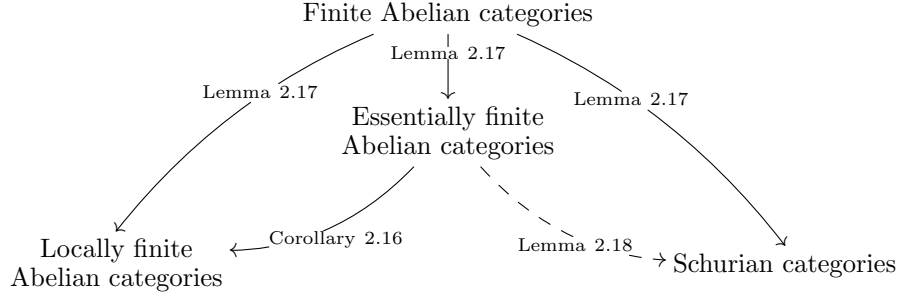 Finite Abelian categories
Lemma 2.17
Lemma 2.17
Lemma 2.17
Essentially finite
Abelian categories
Corollary 2.16
Lemma 2.18
Locally finite
Abelian categories
Schurian categories